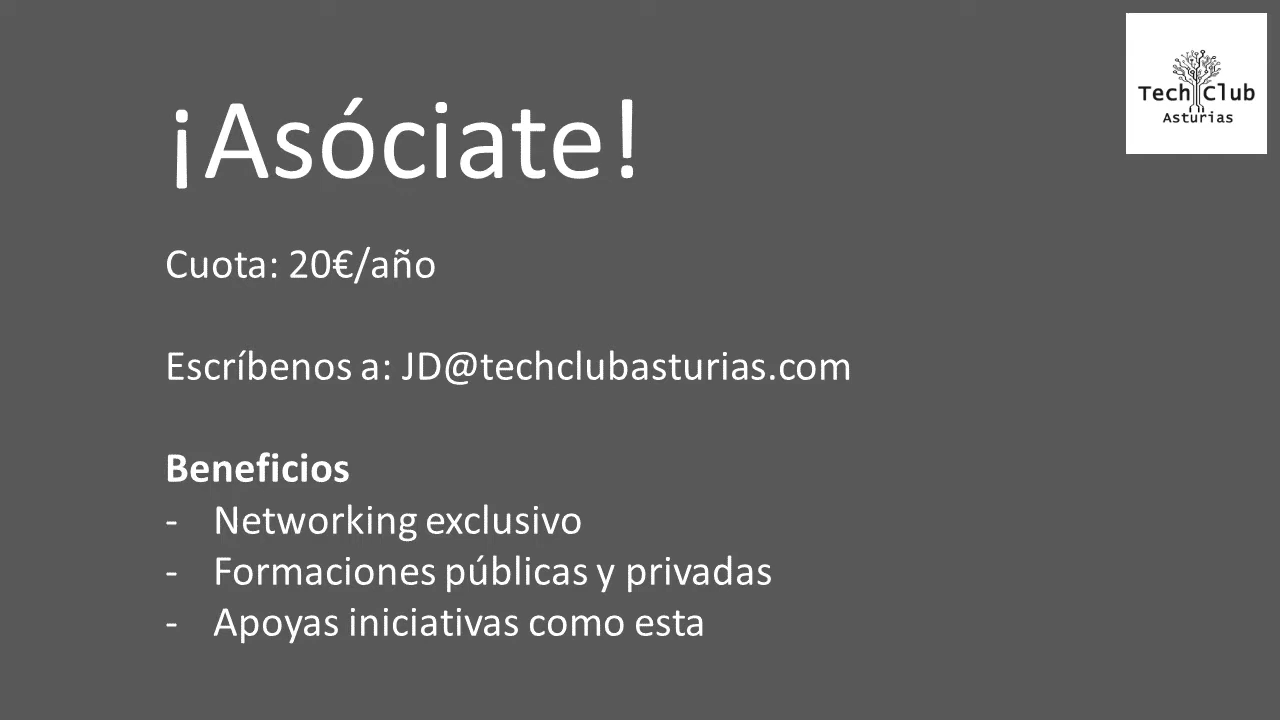 ¡Asóciate!
Tech Club
Asturias
Cuota: 20€/año
Escríbenos a: JD@techclubasturias.com
Beneficios
- Networking exclusivo
- Formaciones públicas y privadas
- Apoyas iniciativas como esta